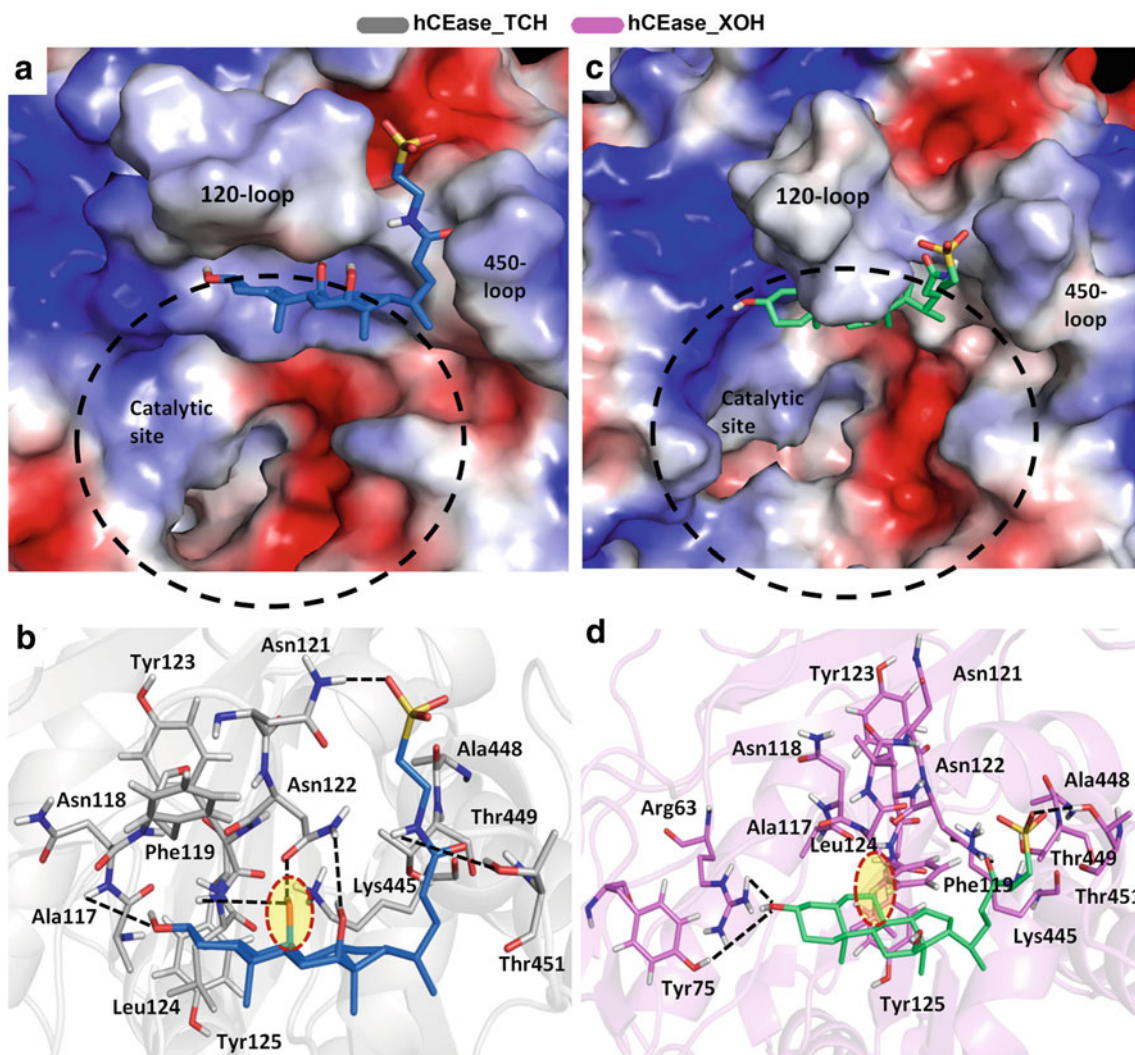 hCEase_TCH hCEase_XOH
a
120-loop
450-
loop
Catalytic
site
c
120-loop
450-
loop
Catalytic
site
b
Asn121
Tyr123
Ala448
Asn122
Asn118
Thr449
Phe119
Lys445
Ala117
Thr451
Leu124
Tyr125
d
Tyr123
Asn121
Asn118
Asn122
Ala448
Arg63
Ala117
Leu124
Thr449
Phe119
Thr451
Lys445
Tyr75
Tyr125